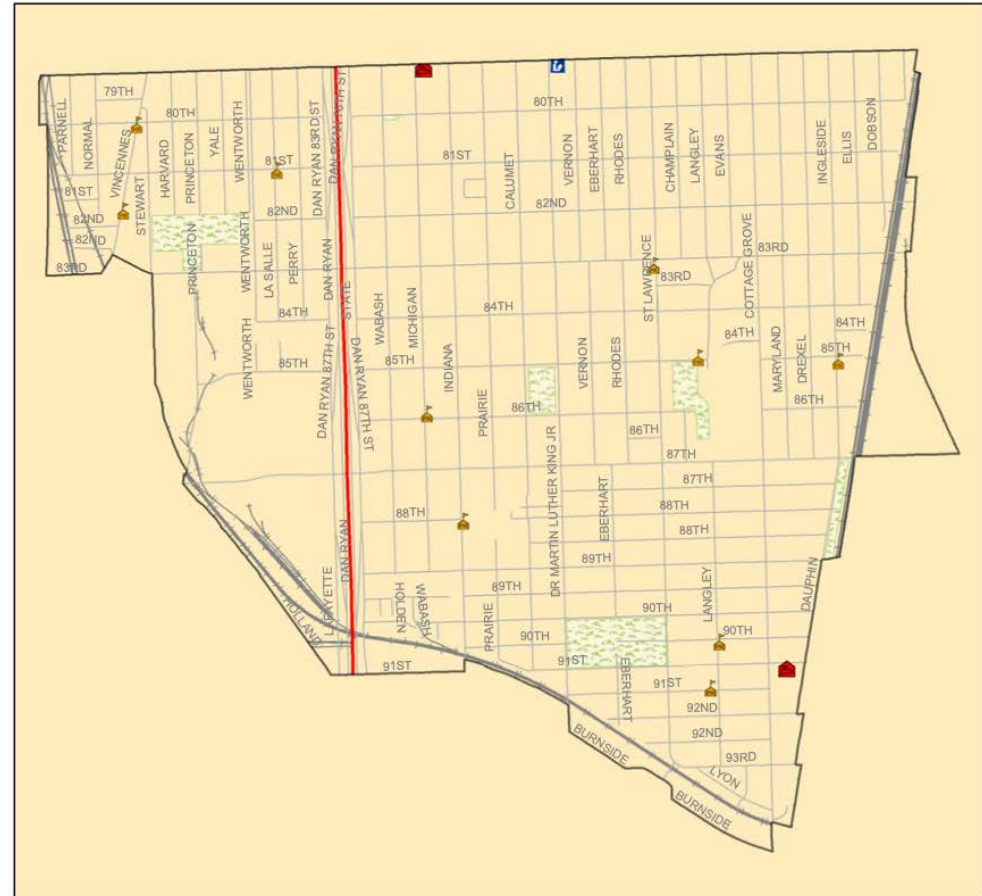 79TH
80TH
80TH
PARNELL
NORMAL
VINCENNES
STEWART
HARVARD
PRINCETON
YALE
WENTWORTH
81ST
DAN RYAN 83RD ST
81ST
CALUMET
VERNON
EBERHART
RHODES
CHAMPLAIN
LANGLEY
EVANS
INGLESIDE
ELLIS
DOBSON
81ST
82ND
82ND
83RD
82ND
82ND
PRINCETON
WENTWORTH
LA SALLE
PERRY
DAN RYAN
STATE
WABASH
MICHIGAN
ST LAWRENCE
83RD
COTTAGE GROVE
83RD
84TH
84TH
84TH
84TH
WENTWORTH
85TH
DAN RYAN 87TH ST
DAN RYAN 87TH ST
85TH
INDIANA
PRAIRIE
VERNON
RHODES
MARYLAND
DREXEL
85TH
86TH
86TH
86TH
87TH
87TH
88TH
DR MARTIN LUTHER KING JR
EBERHART
88TH
88TH
DAN RYAN
89TH
89TH
LAFAYETTE
HOLLAND
HOLDEN
WABASH
PRAIRIE
90TH
LANGLEY
DAUPHIN
90TH
90TH
91ST
91ST
EBERHART
91ST
92ND
92ND
93RD
BURNSIDE
LYON
BURNSIDE